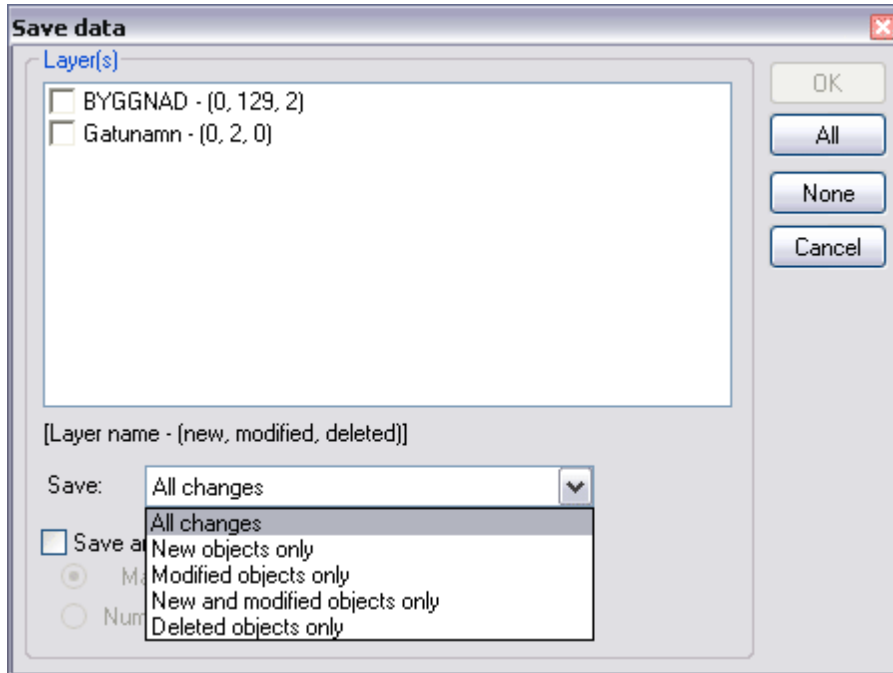 Save data
Layer(s)
BYGGNAD - (0, 129, 2)
Gatunamn - (0, 2, 0)
OK
All
None
Cancel
[Layer name - (new, modified, deleted)]
Save: All changes
All changes
New objects only
Modified objects only
New and modified objects only
Deleted objects only
Save